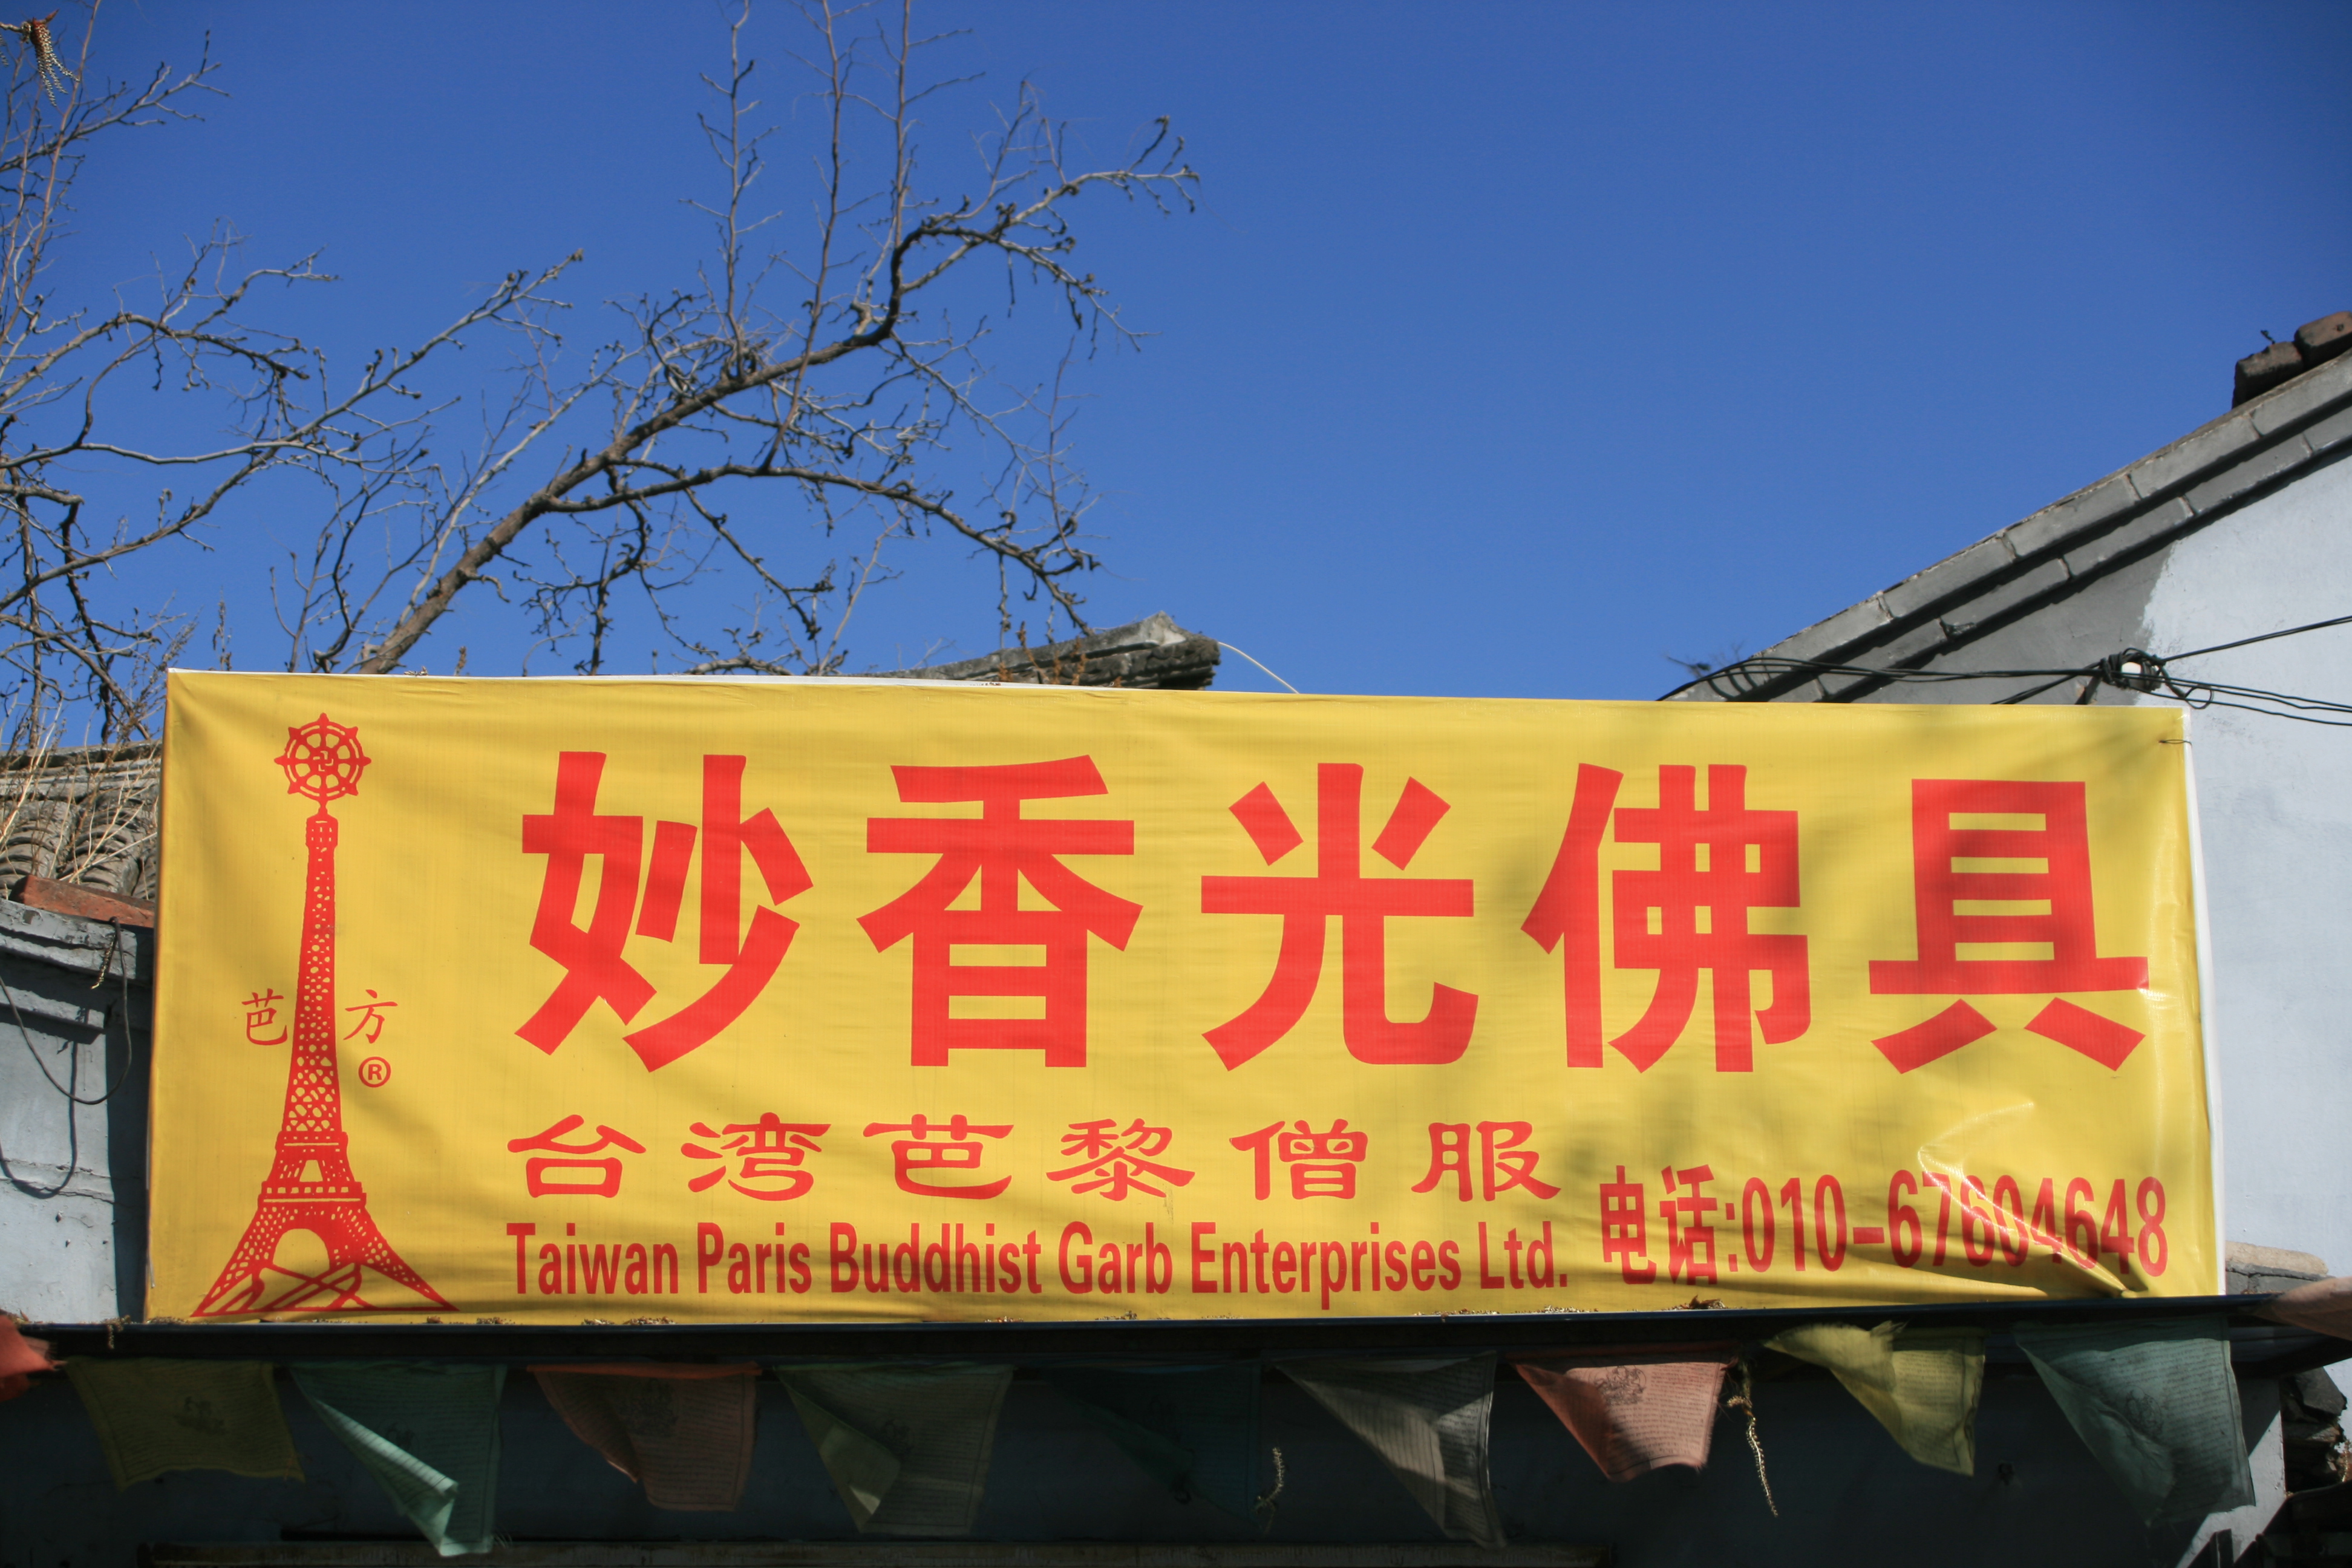 妙香光佛具
芭方®
台湾芭黎僧服
Taiwan Paris Buddhist Garb Enterprises Ltd.
电话:010-67604648